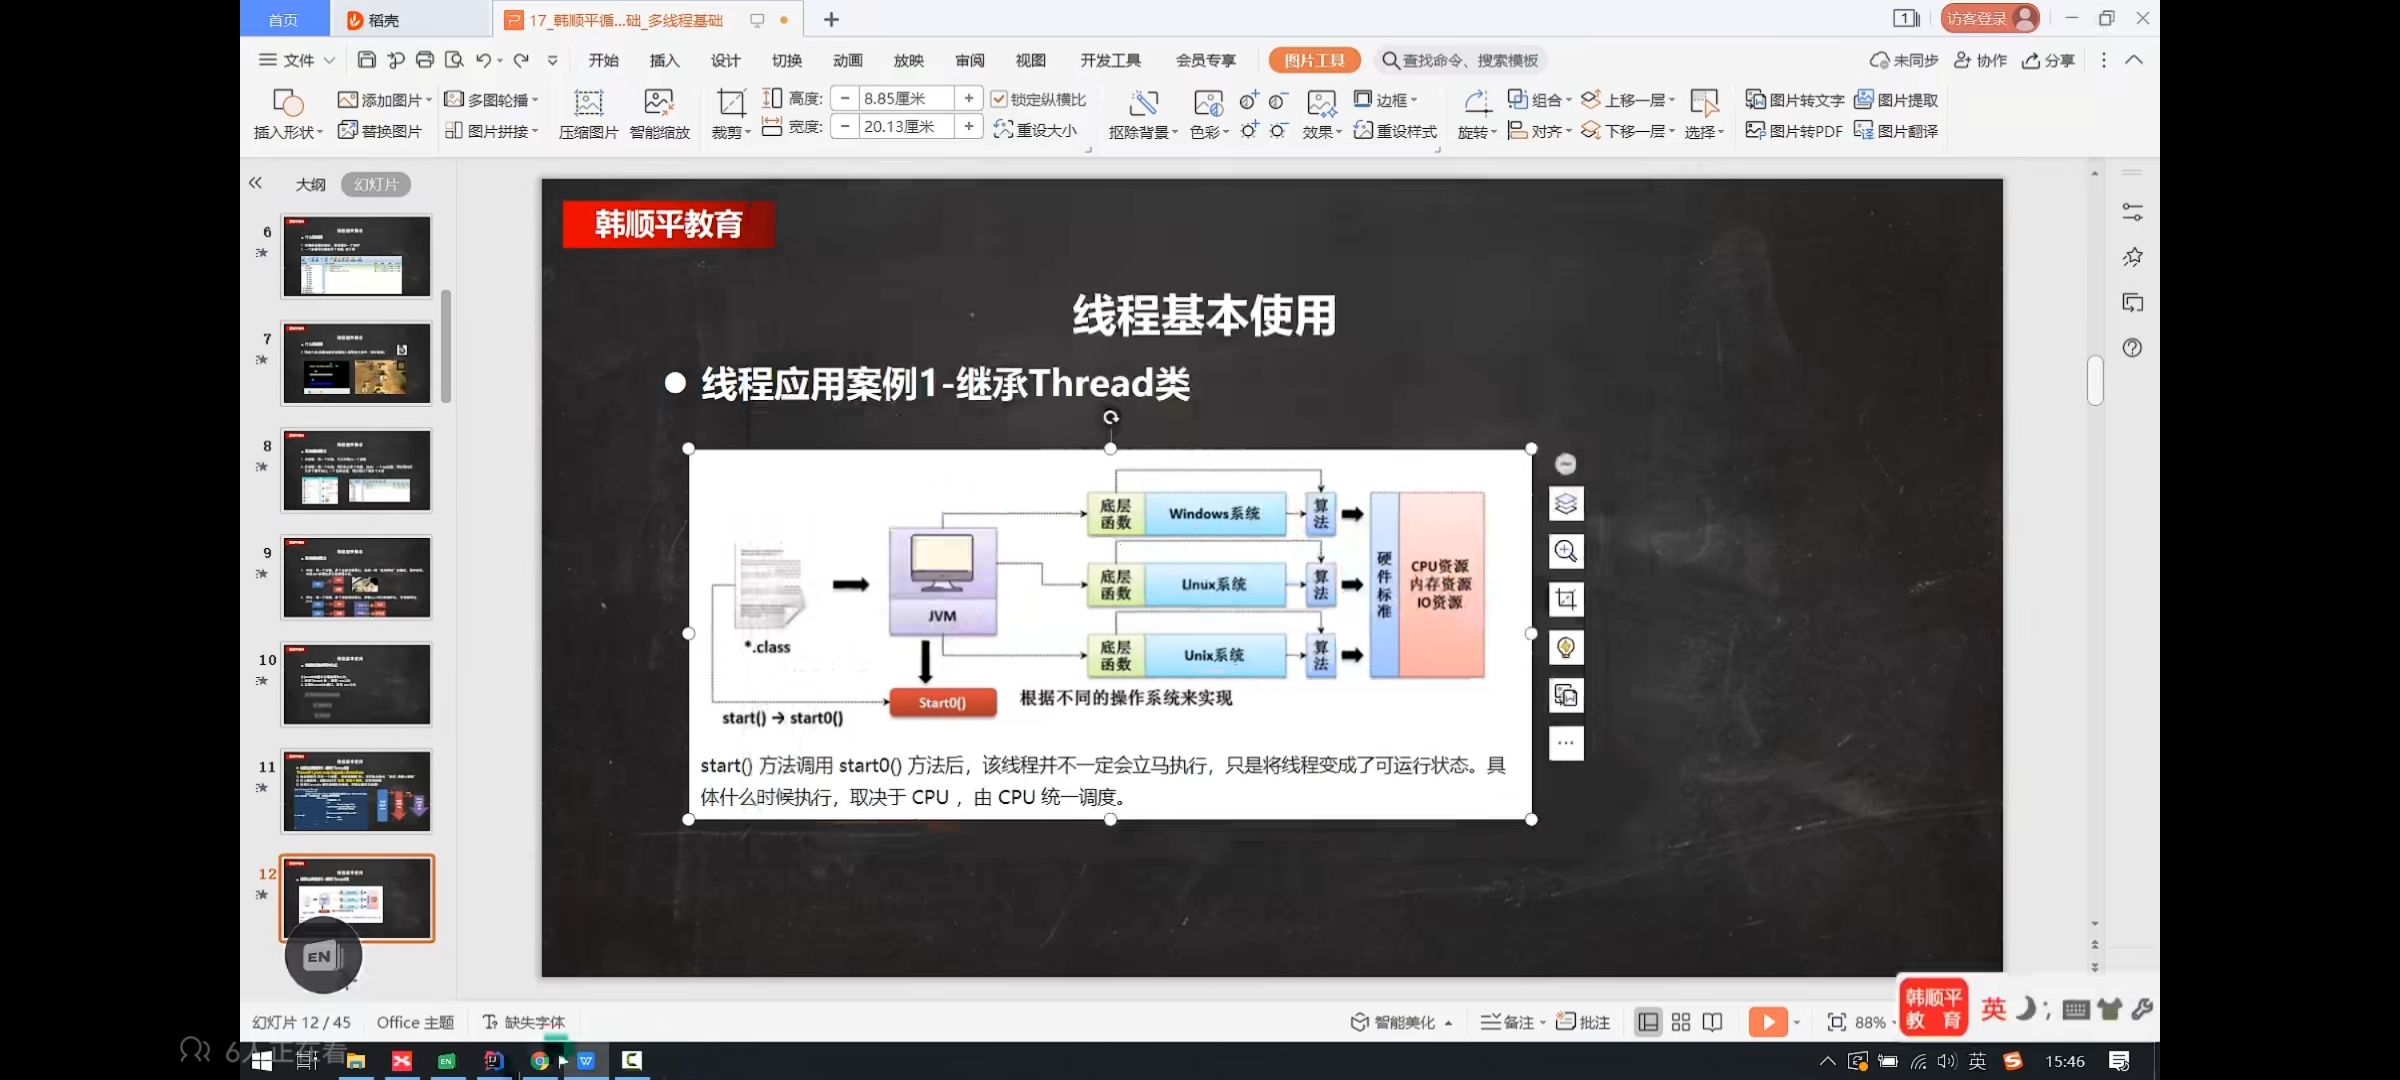 首页
稻壳
17_韩顺平循...础_多线程基础
访客登录
文件
开始
插入
设计
切换
动画
放映
审阅
视图
开发工具
会员专享
图片工具
查找命令、搜索模板
未同步
协作
分享
插入形状
添加图片
替换图片
多图轮播
图片拼接
压缩图片
智能缩放
裁剪
高度:
8.85厘米
宽度:
20.13厘米
锁定纵横比
重设大小
抠除背景
色彩
效果
边框
重设样式
旋转
组合
对齐
上移一层
下移一层
选择
图片转文字
图片提取
图片转PDF
图片翻译
大纲
幻灯片
6
7
8
9
10
11
12
韩顺平教育
线程基本使用
线程应用案例1-继承Thread类
*.class
JVM
底层函数
Windows系统
算法
底层函数
Unux系统
算法
底层函数
Unix系统
算法
硬件标准
CPU资源
内存资源
IO资源
Start0()
start() → start0()
根据不同的操作系统来实现
start() 方法调用 start0() 方法后，该线程并不一定会立马执行，只是将线程变成了可运行状态。具
体什么时候执行，取决于 CPU ，由 CPU 统一调度。
EN
幻灯片 12 / 45
Office 主题
缺失字体
智能美化
备注
批注
88%
韩顺平
教 育
英
6人正在看
英
15:46